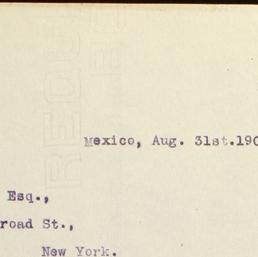 Mexico, Aug. 31st.190
Esq.,
road St.,
New York.